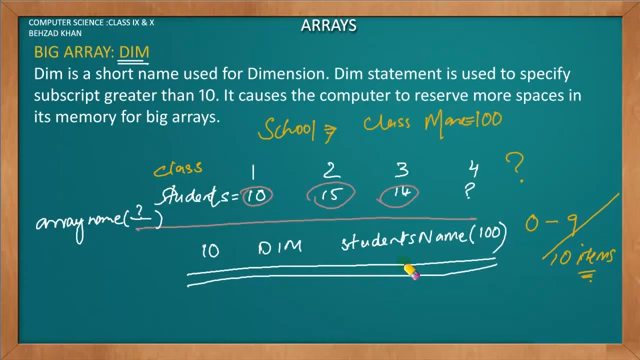 COMPUTER SCIENCE :CLASS IX & X
BEHZAD KHAN
ARRAYS
BIG ARRAY: DIM
Dim is a short name used for Dimension. Dim statement is used to specify
subscript greater than 10. It causes the computer to reserve more spaces in
its memory for big arrays.
School ⇒ class Max=100
class 1 2 3 4 ?
students= 10 15 14 ?
arrayname(?)
0 - 9
10 items
10 DIM studentsName(100)